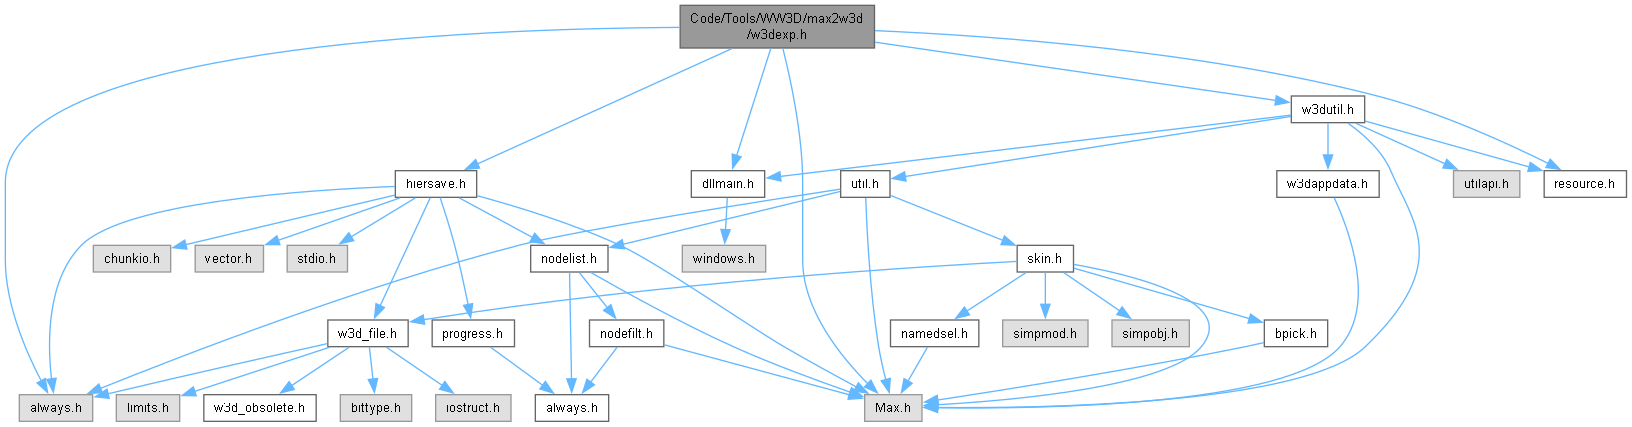 Code/Tools/WW3D/max2w3d
/w3dexp.h
w3dutil.h
hiersave.h
dllmain.h
util.h
w3dappdata.h
utilapi.h
resource.h
chunkio.h
vector.h
stdio.h
nodelist.h
windows.h
skin.h
w3d_file.h
progress.h
nodefilt.h
namedsel.h
simpmod.h
simpobj.h
bpick.h
always.h
limits.h
w3d_obsolete.h
bittype.h
iostruct.h
always.h
Max.h